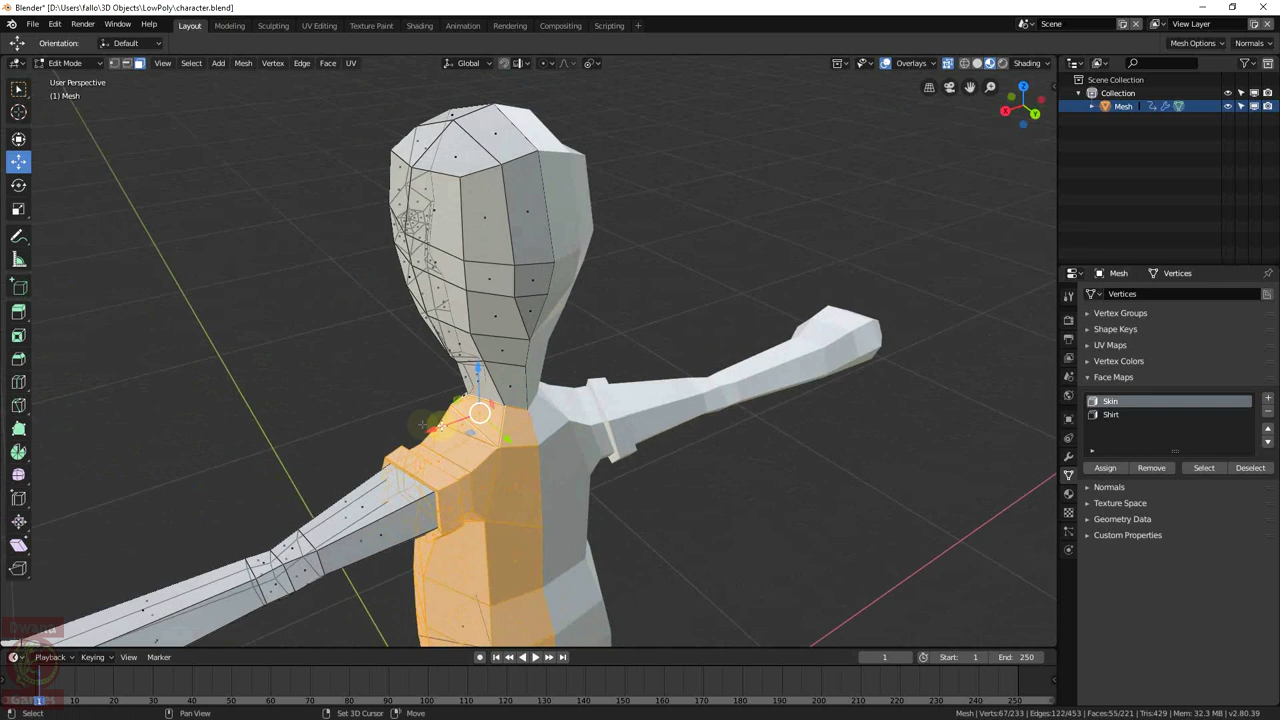 Blender* [D:\Users\fallo\3D Objects\LowPoly\character.blend]
File Edit Render Window Help Layout Modeling Sculpting UV Editing Texture Paint Shading Animation Rendering Compositing Scripting + Scene View Layer
Orientation: Default Mesh Options Normals
Edit Mode View Select Add Mesh Vertex Edge Face UV Global Overlays Shading
User Perspective
(1) Mesh
Z
X
Y
Scene Collection
Collection
Mesh
Mesh Vertices
Vertices
Vertex Groups
Shape Keys
UV Maps
Vertex Colors
Face Maps
Skin
Shirt
Assign Remove Select Deselect
Normals
Texture Space
Geometry Data
Custom Properties
Playback Keying View Marker 1 Start: 1 End: 250
1 10 20 30 40 50 60 70 80 90 100 110 120 130 140 150 160 170 180 190 200 210 220 230 240 250
Select Pan View Set 3D Cursor Move Mesh | Verts:67/233 | Edges:122/453 | Faces:55/221 | Tris:429 | Mem: 32.3 MB | v2.80.39